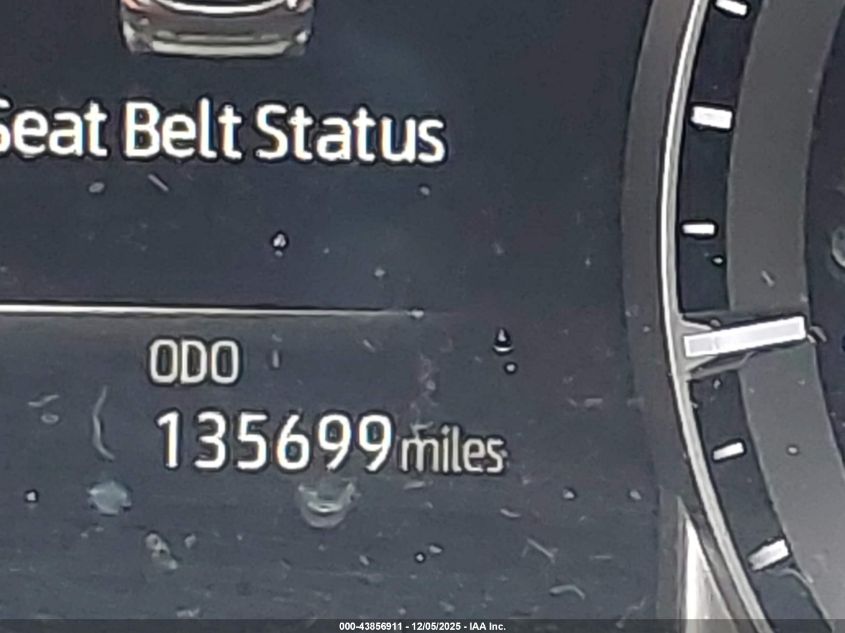 Seat Belt Status
ODO
135699 miles
000-43856911 - 12/05/2025 - IAA Inc.